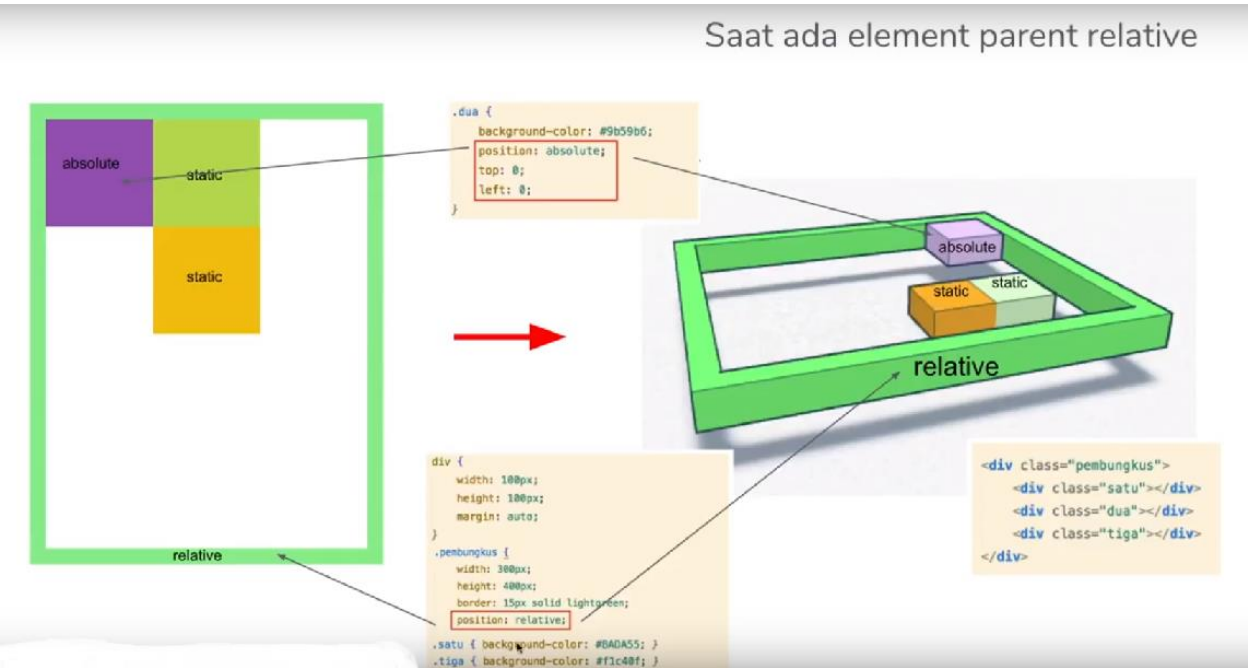 Saat ada element parent relative
absolute
static
static
relative
.dua {
background-color: #9b59b6;
position: absolute;
top: 0;
left: 0;
}
absolute
static
static
relative
div {
width: 100px;
height: 100px;
margin: auto;
}
.pembungkus {
width: 300px;
height: 400px;
border: 15px solid lightgreen;
position: relative;
.satu { background-color: #BADA55; }
.tiga { background-color: #f1c40f; }
<div class="pembungkus">
<div class="satu"></div>
<div class="dua"></div>
<div class="tiga"></div>
</div>